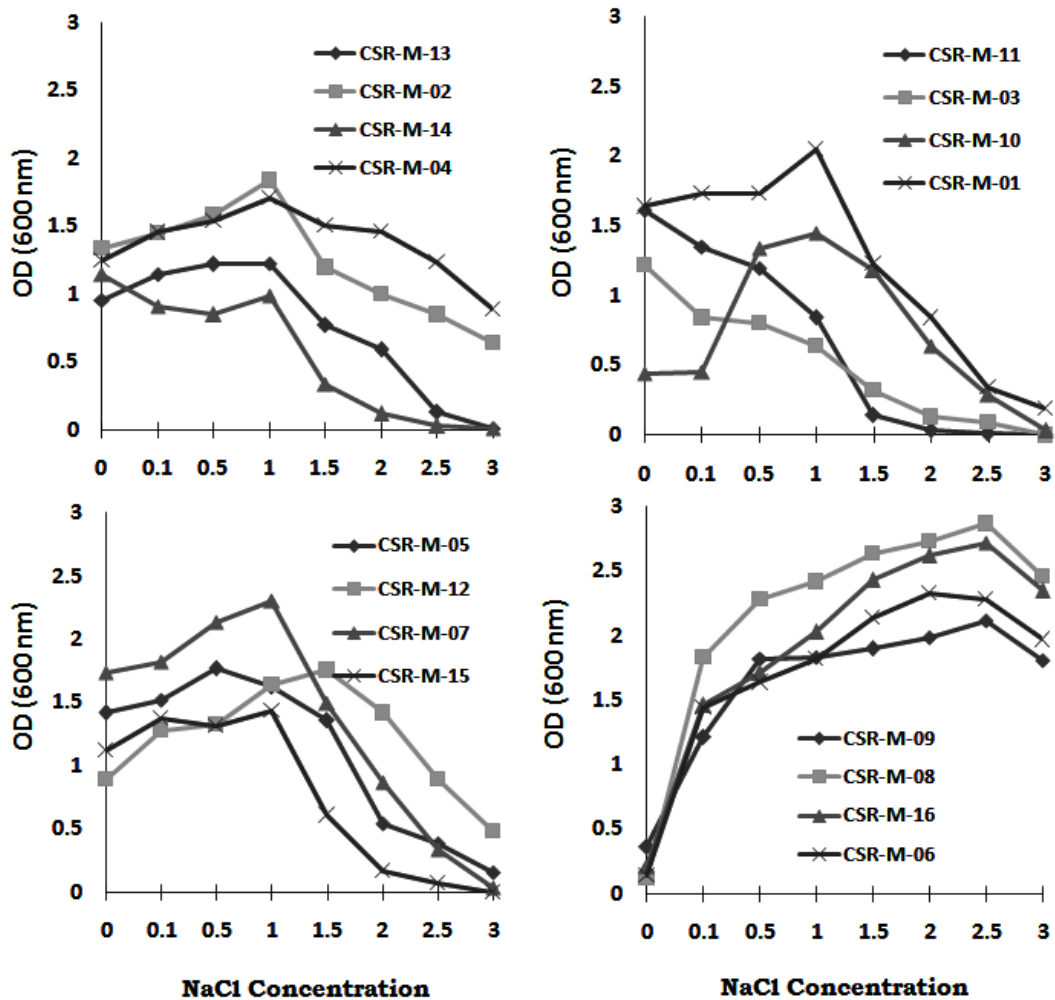 3
2.5
2
1.5
1
0.5
0
OD (600 nm)
CSR-M-13
CSR-M-02
CSR-M-14
CSR-M-04
0 0.1 0.5 1 1.5 2 2.5 3
3
2.5
2
1.5
1
0.5
0
OD (600 nm)
CSR-M-11
CSR-M-03
CSR-M-10
CSR-M-01
0 0.1 0.5 1 1.5 2 2.5 3
3
2.5
2
1.5
1
0.5
0
OD (600 nm)
CSR-M-05
CSR-M-12
CSR-M-07
CSR-M-15
0 0.1 0.5 1 1.5 2 2.5 3
NaCl Concentration
3
2.5
2
1.5
1
0.5
0
OD (600 nm)
CSR-M-09
CSR-M-08
CSR-M-16
CSR-M-06
0 0.1 0.5 1 1.5 2 2.5 3
NaCl Concentration